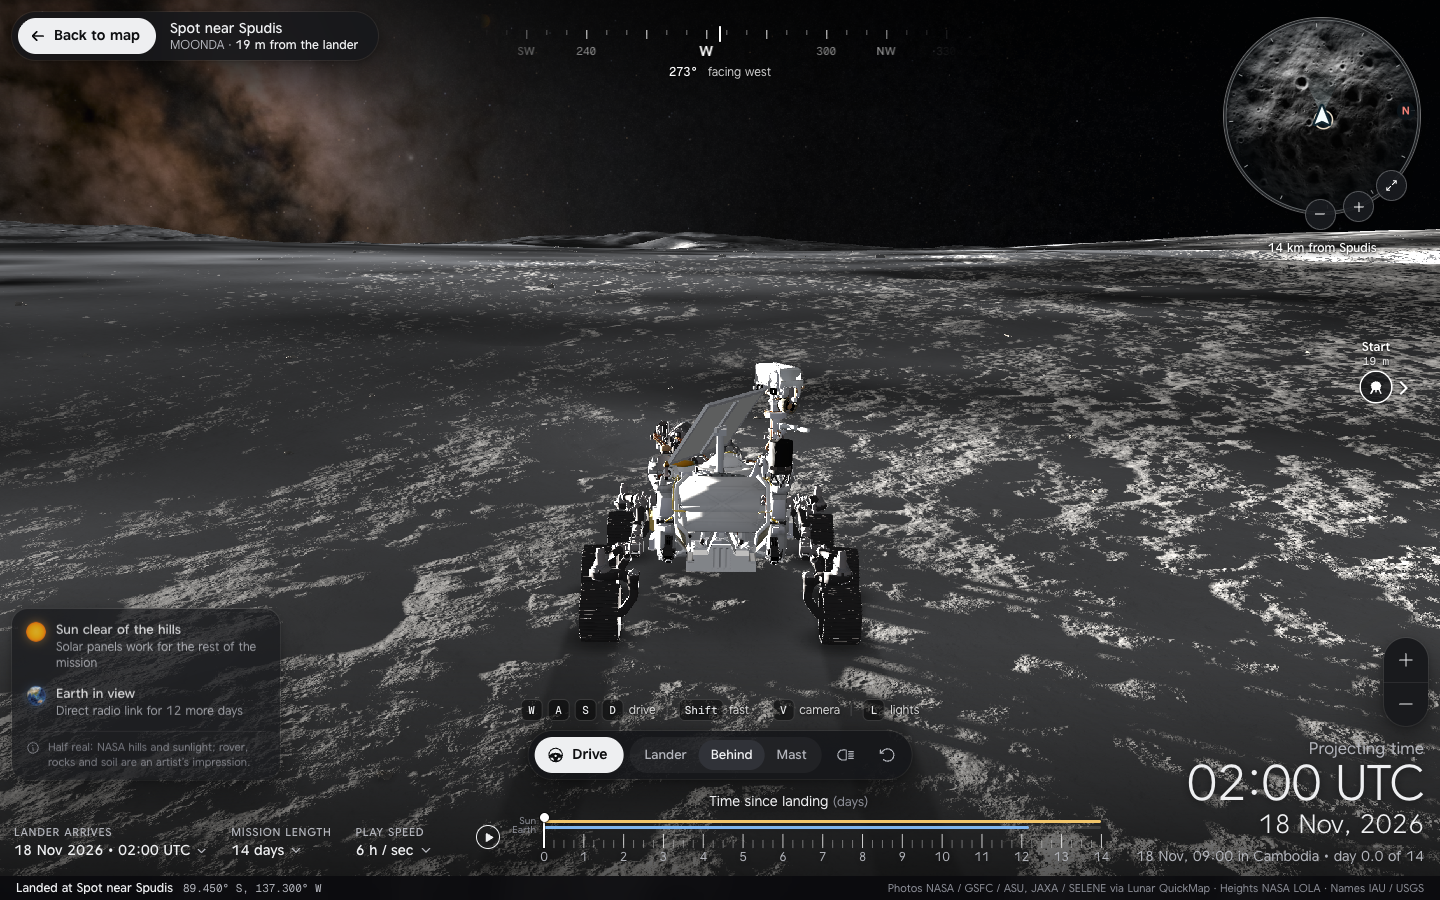 Back to map
Spot near Spudis
MOONDA · 19 m from the lander
SW 240 W 300 NW 330
273° facing west
N
14 km from Spudis
Start
19 m
Sun clear of the hills
Solar panels work for the rest of the
mission
Earth in view
Direct radio link for 12 more days
Half real: NASA hills and sunlight; rover,
rocks and soil are an artist's impression.
W A S D drive Shift fast V camera L lights
Drive Lander Behind Mast
Projecting time
02:00 UTC
18 Nov, 2026
18 Nov, 09:00 in Cambodia • day 0.0 of 14
Time since landing (days)
Sun
Earth
0 1 2 3 4 5 6 7 8 9 10 11 12 13 14
LANDER ARRIVES
18 Nov 2026 • 02:00 UTC
MISSION LENGTH
14 days
PLAY SPEED
6 h / sec
Landed at Spot near Spudis 89.450° S, 137.300° W
Photos NASA / GSFC / ASU, JAXA / SELENE via Lunar QuickMap · Heights NASA LOLA · Names IAU / USGS